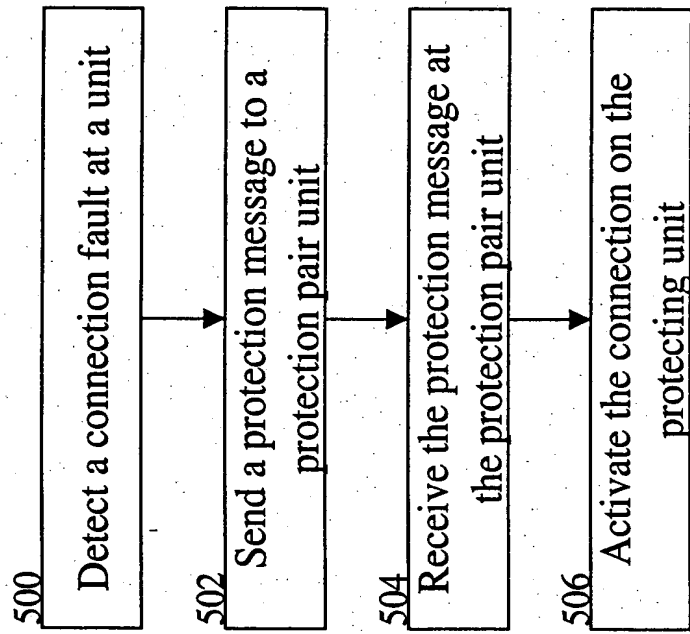 500
Detect a connection fault at a unit
502
Send a protection message to a
protection pair unit
504
Receive the protection message at
the protection pair unit
506
Activate the connection on the
protecting unit